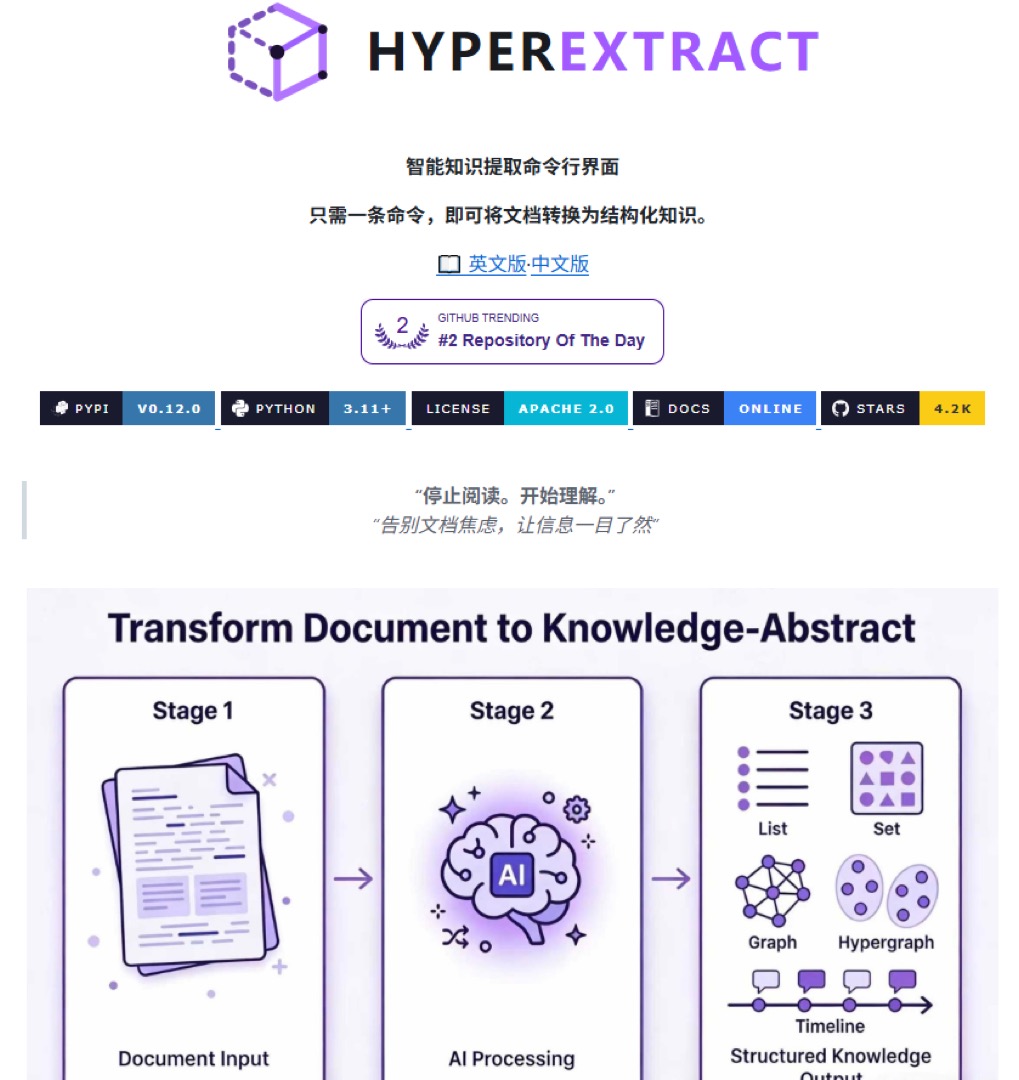 HYPEREXTRACT
智能知识提取命令行界面
只需一条命令，即可将文档转换为结构化知识。
英文版·中文版
2
GITHUB TRENDING
#2 Repository Of The Day
PYPI V0.12.0 PYTHON 3.11+ LICENSE APACHE 2.0 DOCS ONLINE STARS 4.2K
“停止阅读。开始理解。”
“告别文档焦虑，让信息一目了然”
Transform Document to Knowledge-Abstract
Stage 1
Document Input
Stage 2
AI
AI Processing
Stage 3
List
Set
Graph
Hypergraph
Timeline
Structured Knowledge
Output